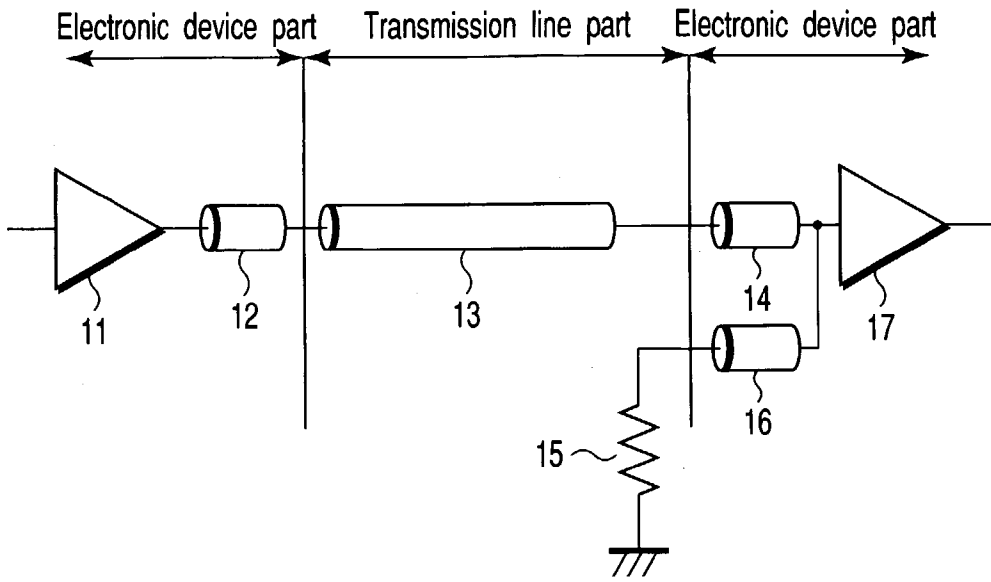 Electronic device part
Transmission line part
Electronic device part
11
12
13
14
17
16
15